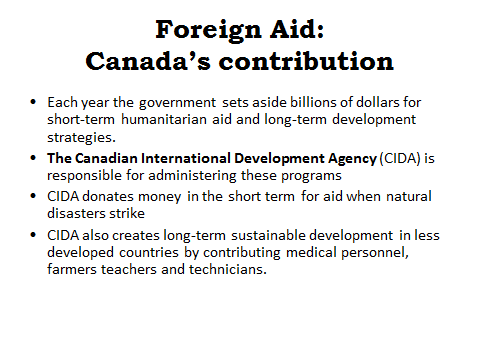 Foreign Aid:
Canada's contribution
• Each year the government sets aside billions of dollars for
short-term humanitarian aid and long-term development
strategies.
• The Canadian International Development Agency (CIDA) is
responsible for administering these programs
• CIDA donates money in the short term for aid when natural
disasters strike
• CIDA also creates long-term sustainable development in less
developed countries by contributing medical personnel,
farmers teachers and technicians.